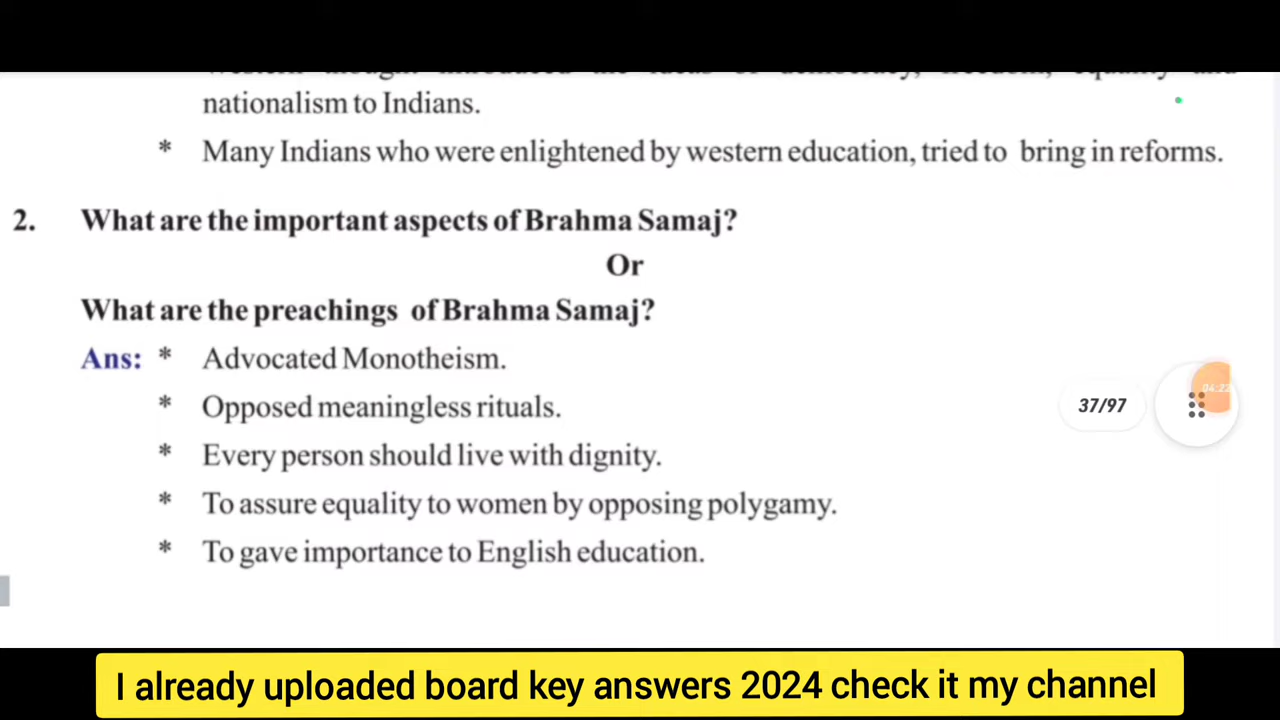 nationalism to Indians.
* Many Indians who were enlightened by western education, tried to bring in reforms.
2. What are the important aspects of Brahma Samaj?
Or
What are the preachings of Brahma Samaj?
Ans: * Advocated Monotheism.
* Opposed meaningless rituals.
37/97
04:22
* Every person should live with dignity.
* To assure equality to women by opposing polygamy.
* To gave importance to English education.
I already uploaded board key answers 2024 check it my channel